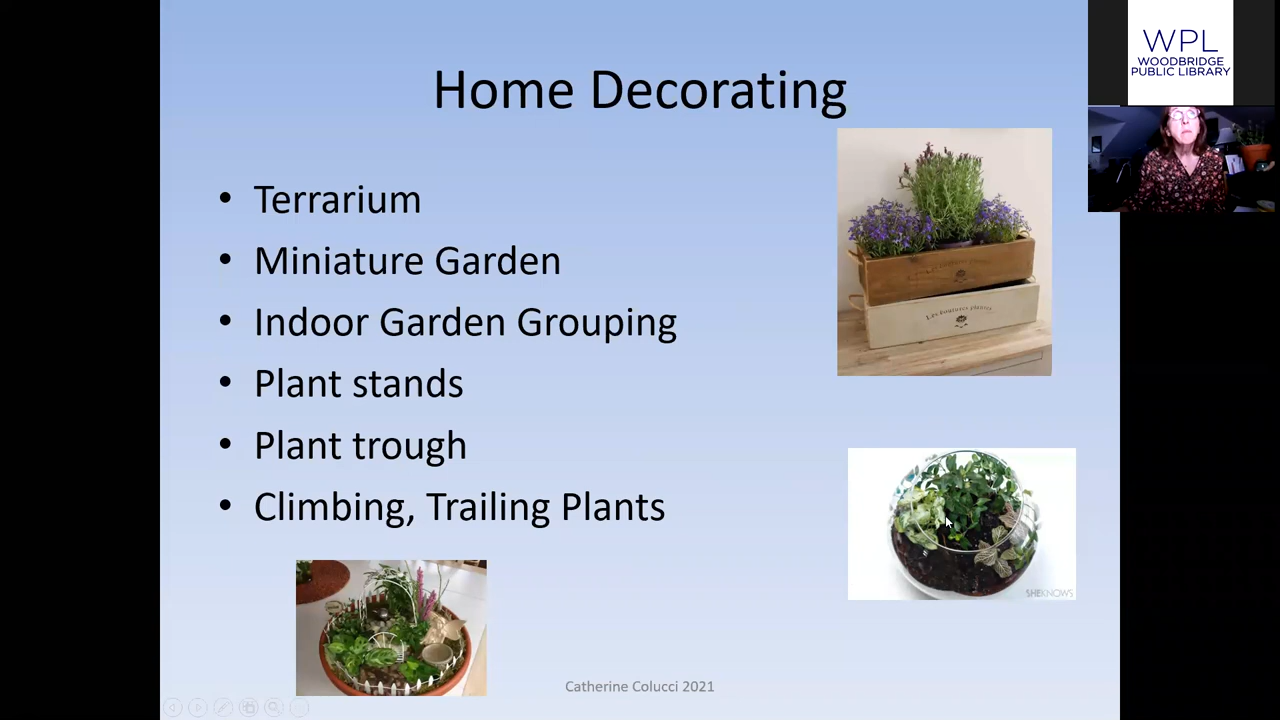 Home Decorating
• Terrarium
• Miniature Garden
• Indoor Garden Grouping
• Plant stands
• Plant trough
• Climbing, Trailing Plants
Catherine Colucci 2021
SHEKNOWS
WPL
WOODBRIDGE
PUBLIC LIBRARY